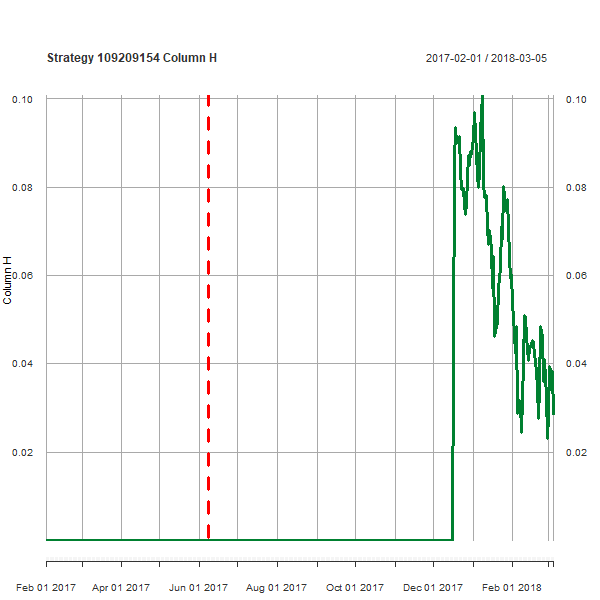 Strategy 109209154 Column H
2017-02-01 / 2018-03-05
0.10 0.10
0.08 0.08
0.06 0.06
Column H
0.04 0.04
0.02 0.02
Feb 01 2017 Apr 01 2017 Jun 01 2017 Aug 01 2017 Oct 01 2017 Dec 01 2017 Feb 01 2018